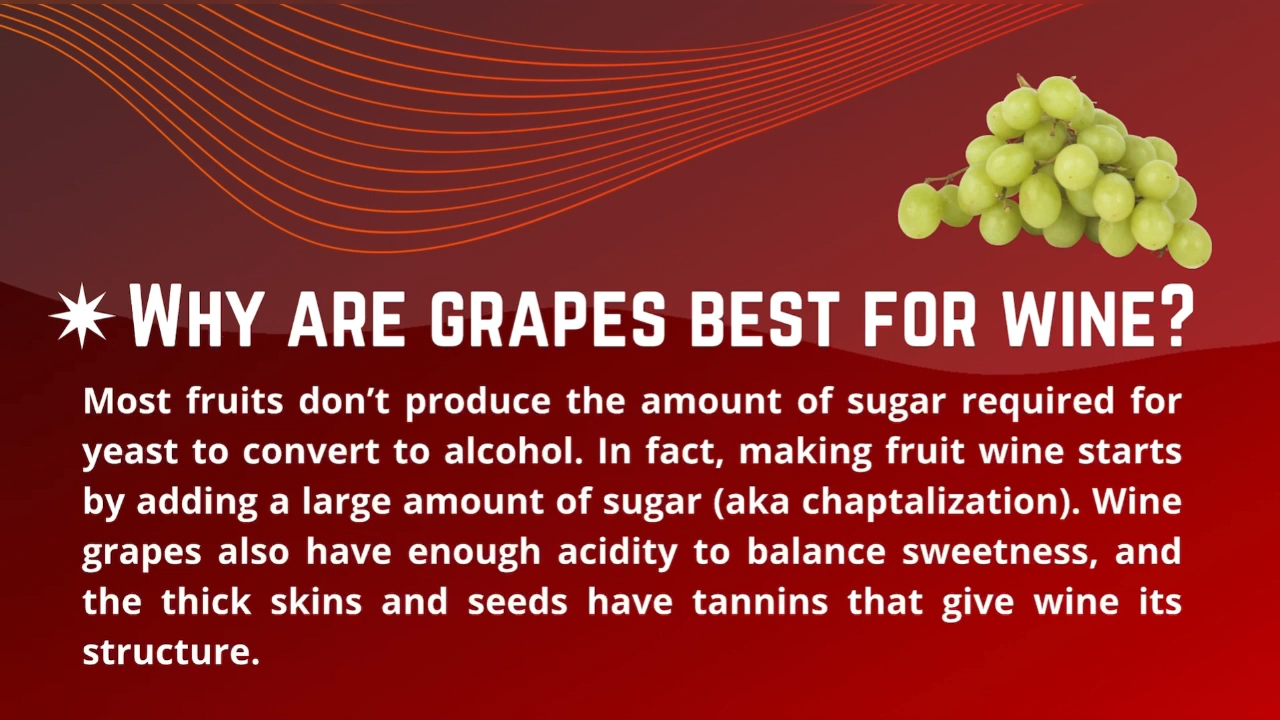 Why are grapes best for wine?
Most fruits don’t produce the amount of sugar required for
yeast to convert to alcohol. In fact, making fruit wine starts
by adding a large amount of sugar (aka chaptalization). Wine
grapes also have enough acidity to balance sweetness, and
the thick skins and seeds have tannins that give wine its
structure.